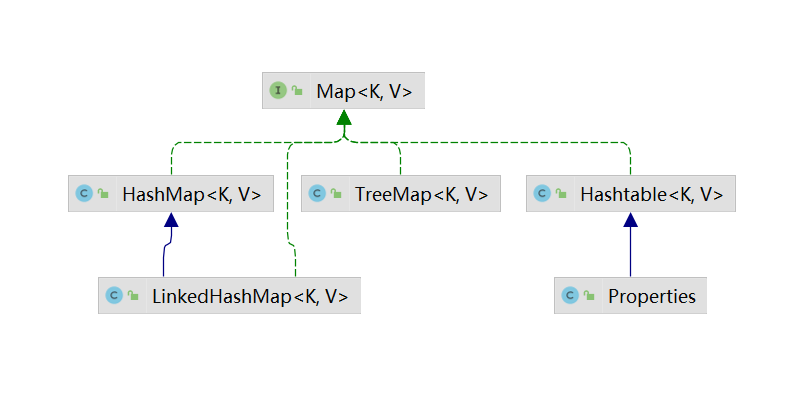 I Map<K, V>
C HashMap<K, V>
C TreeMap<K, V>
C Hashtable<K, V>
C LinkedHashMap<K, V>
C Properties